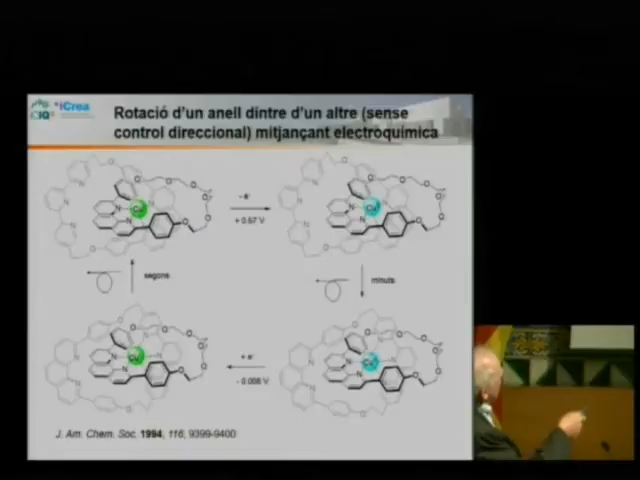 iCrea
CIQ
Rotació d'un anell dintre d'un altre (sense
control direccional) mitjançant electroquímica
- e-
+ 0.67 V
segons
minuts
+ e-
- 0.008 V
J. Am. Chem. Soc. 1994, 116, 9399-9400